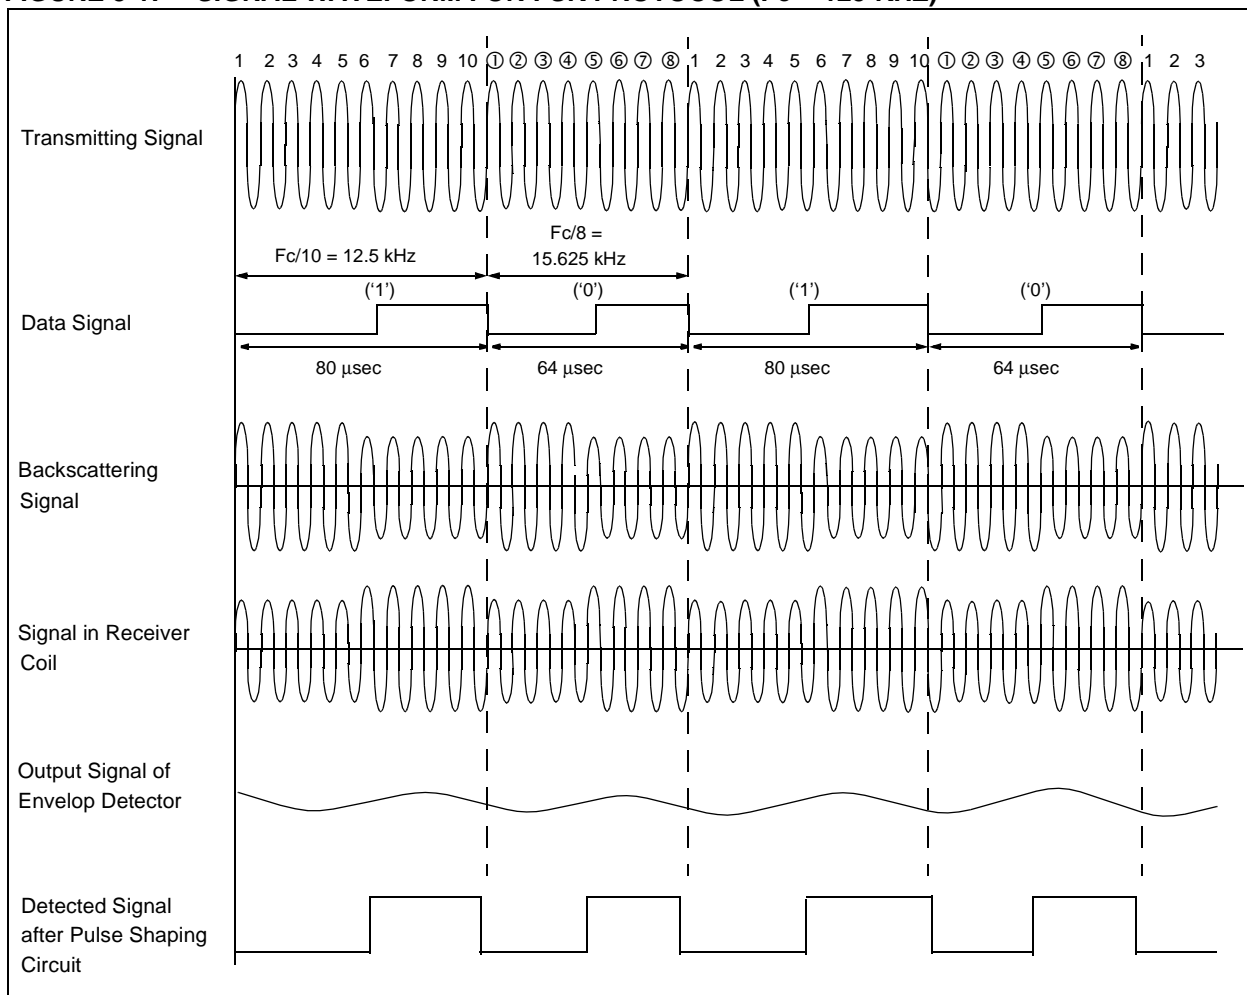 1 2 3 4 5 6 7 8 9 10 ① ② ③ ④ ⑤ ⑥ ⑦ ⑧ 1 2 3 4 5 6 7 8 9 10 ① ② ③ ④ ⑤ ⑥ ⑦ ⑧ 1 2 3
Transmitting Signal
Fc/10 = 12.5 kHz
Fc/8 =
15.625 kHz
(‘1’) (‘0’) (‘1’) (‘0’)
Data Signal
80 μsec 64 μsec 80 μsec 64 μsec
Backscattering
Signal
Signal in Receiver
Coil
Output Signal of
Envelop Detector
Detected Signal
after Pulse Shaping
Circuit